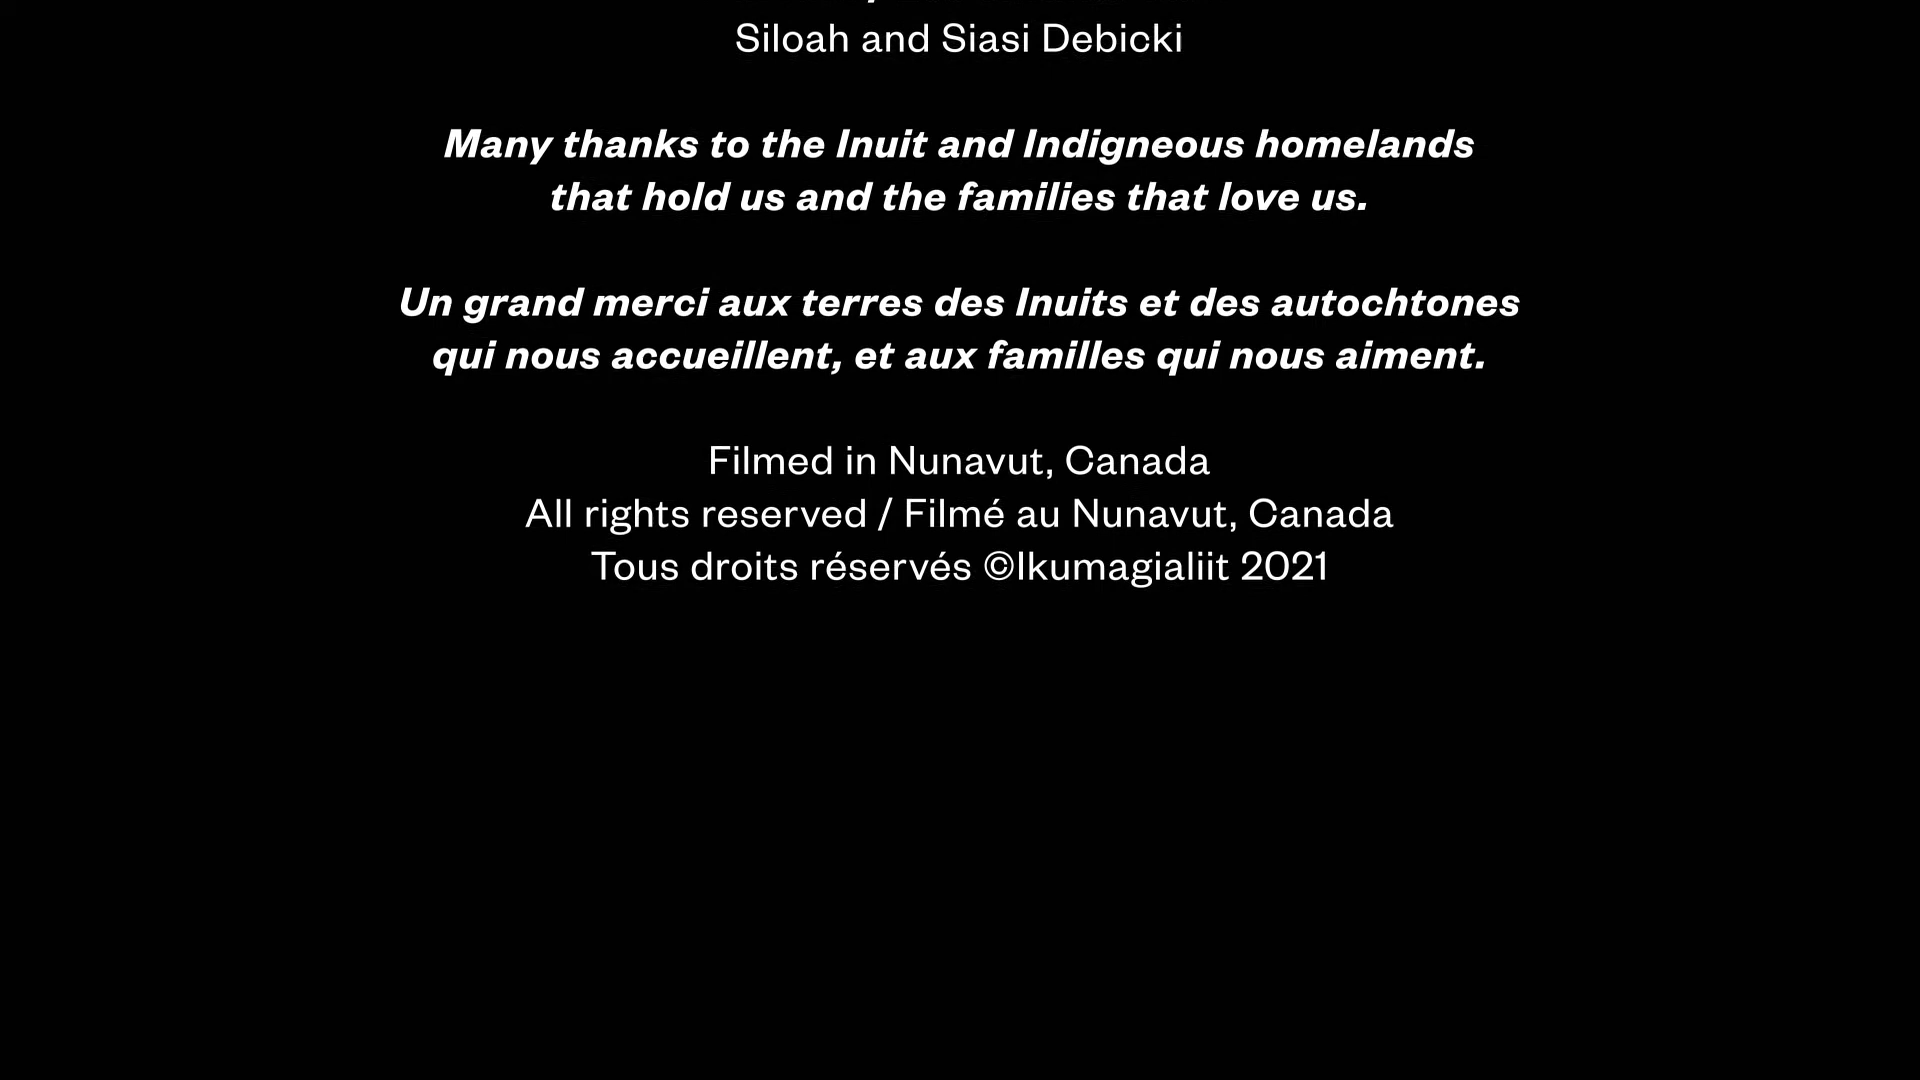 Siloah and Siasi Debicki
Many thanks to the Inuit and Indigneous homelands
that hold us and the families that love us.
Un grand merci aux terres des Inuits et des autochtones
qui nous accueillent, et aux familles qui nous aiment.
Filmed in Nunavut, Canada
All rights reserved / Filmé au Nunavut, Canada
Tous droits réservés ©Ikumagialiit 2021